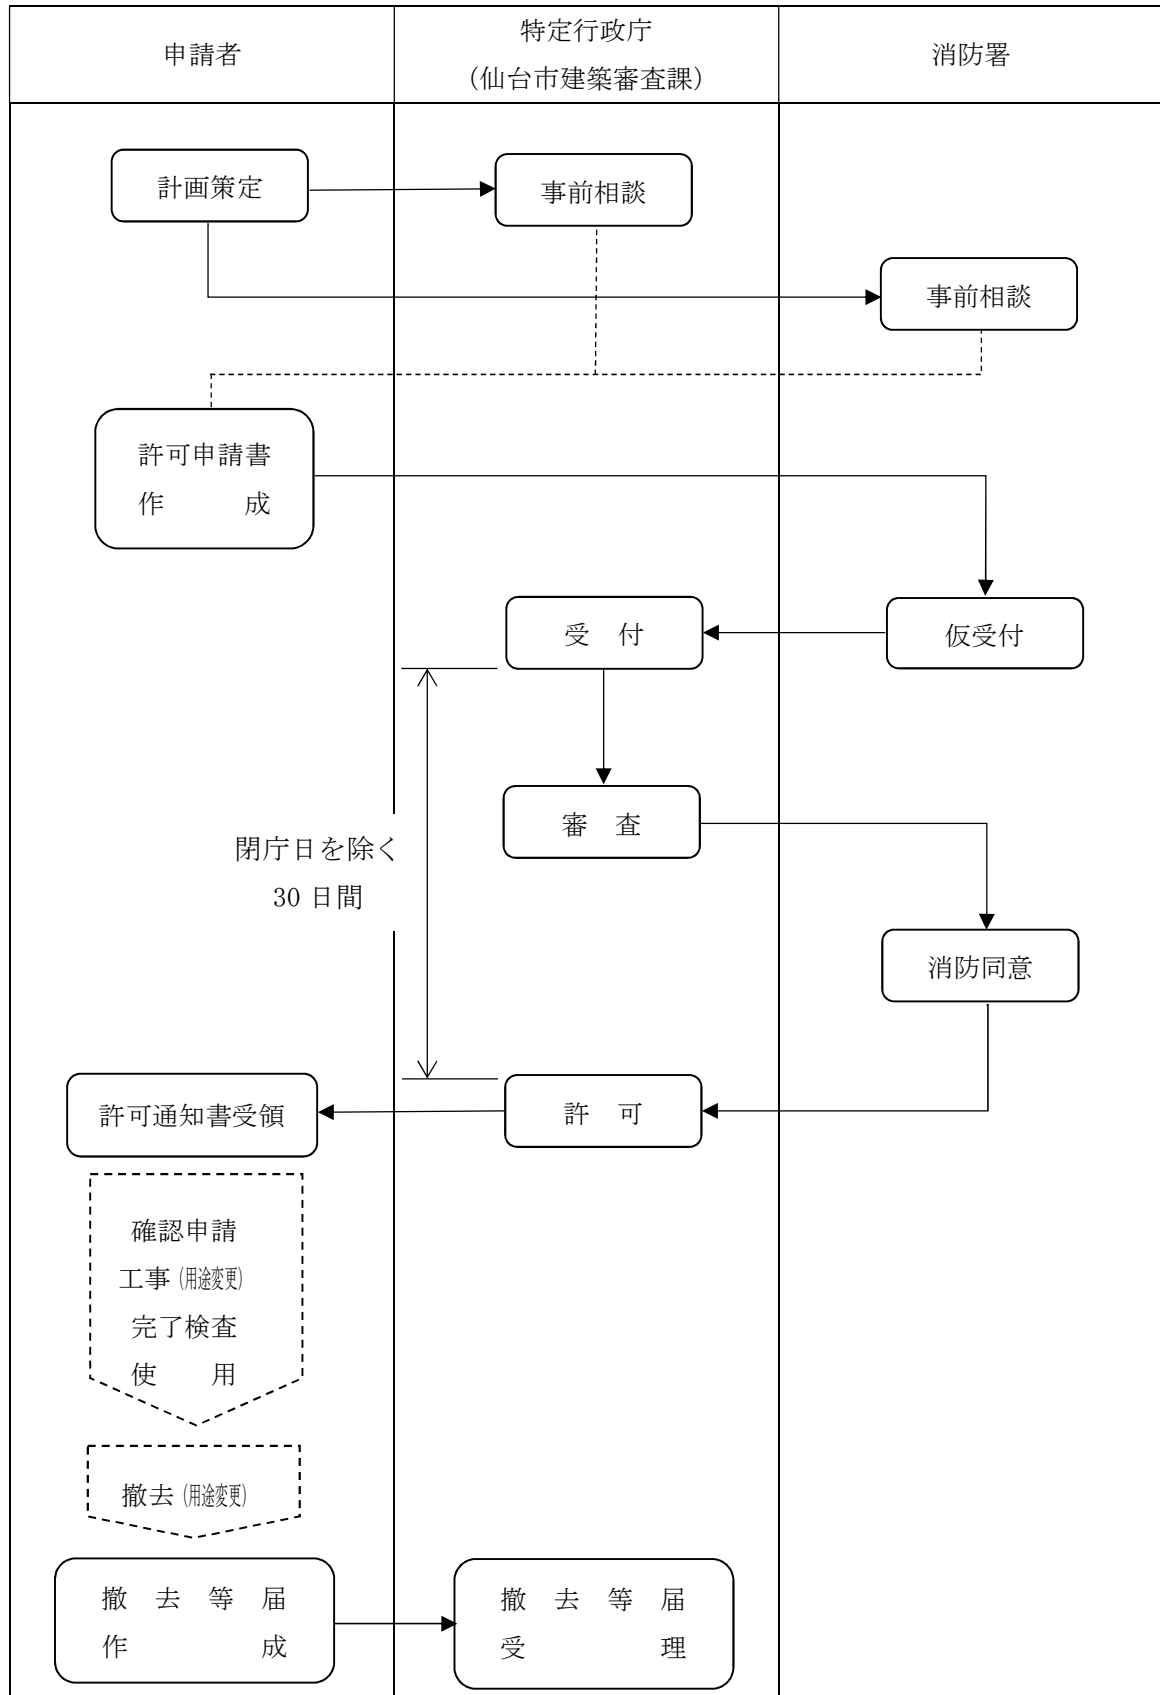 申請者
特定行政庁
(仙台市建築審査課)
消防署
計画策定
事前相談
事前相談
許可申請書
作　　　成
受　付
仮受付
審　査
閉庁日を除く
30 日間
消防同意
許可通知書受領
許　可
確認申請
工事(用途変更)
完了検査
使　　用
撤去(用途変更)
撤　去　等　届
作　　　　　成
撤　去　等　届
受　　　　　理